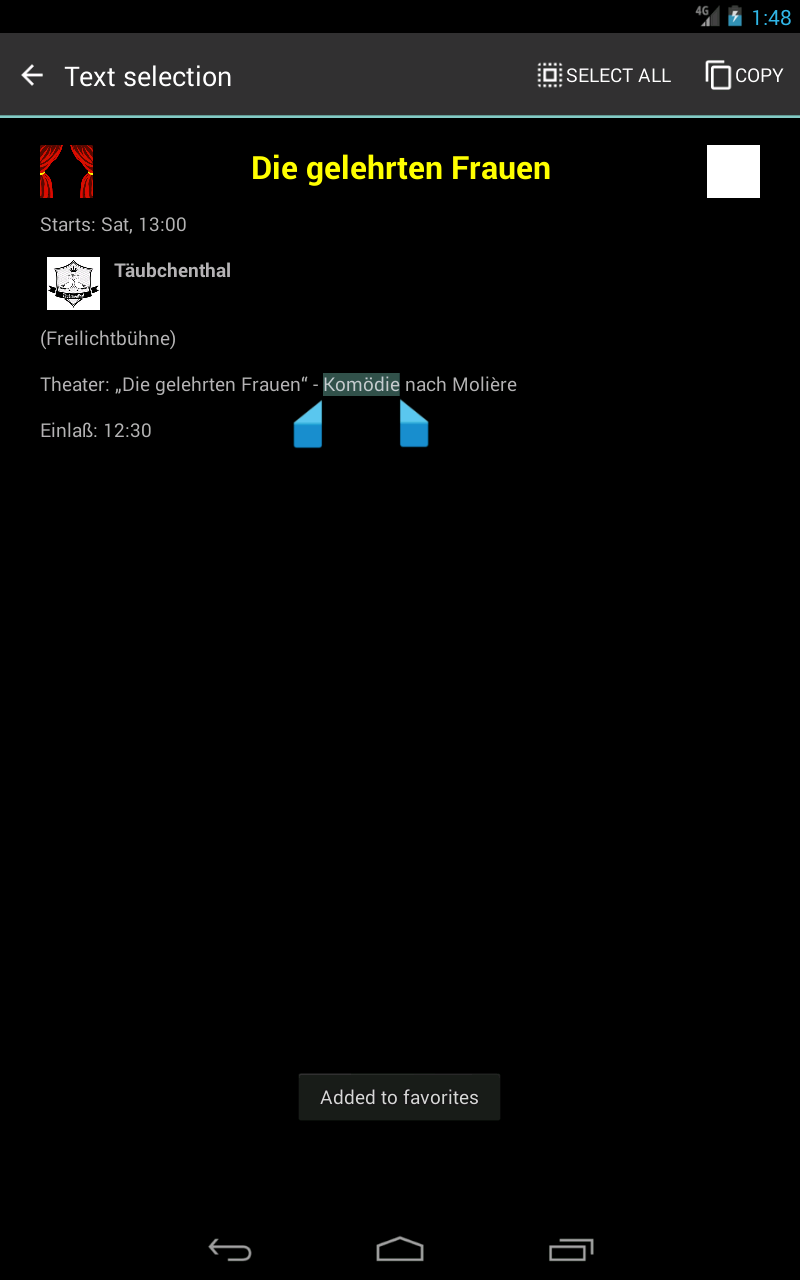 4G 1:48
Text selection SELECT ALL COPY
Die gelehrten Frauen
Starts: Sat, 13:00
Täubchenthal
(Freilichtbühne)
Theater: „Die gelehrten Frauen“ - Komödie nach Molière
Einlaß: 12:30
Added to favorites